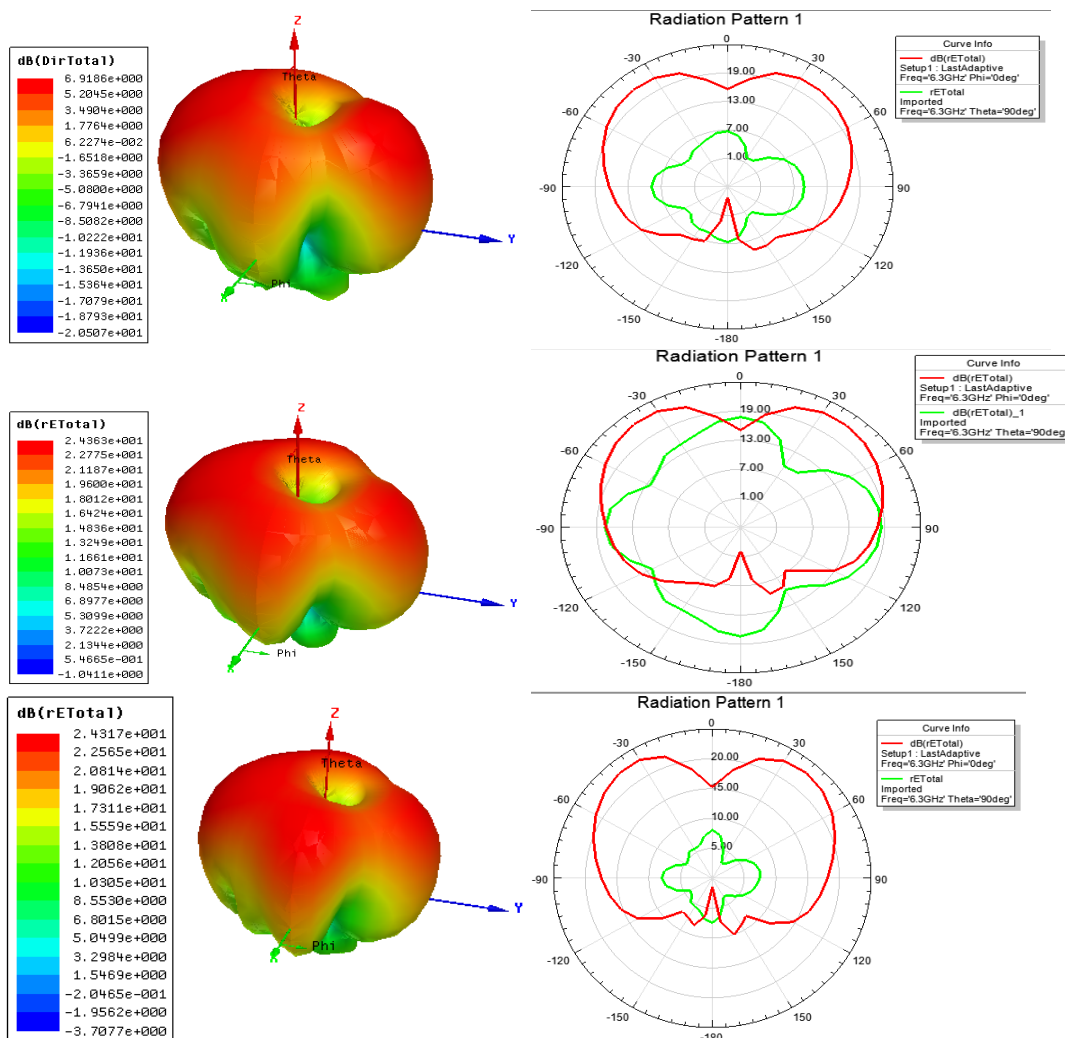 dB(DirTotal)
6.9186e+000
5.2045e+000
3.4904e+000
1.7764e+000
6.2274e-002
-1.6518e+000
-3.3659e+000
-5.0800e+000
-6.7941e+000
-8.5082e+000
-1.0222e+001
-1.1936e+001
-1.3650e+001
-1.5364e+001
-1.7079e+001
-1.8793e+001
-2.0507e+001
Z
Theta
Y
Phi
X
Radiation Pattern 1
0
30
60
90
120
150
-180
-150
-120
-90
-60
-30
19.00
13.00
7.00
1.00
Curve Info
dB(rETotal)
Setup1 : LastAdaptive
Freq='6.3GHz' Phi='0deg'
rETotal
Imported
Freq='6.3GHz' Theta='90deg'
dB(rETotal)
2.4363e+001
2.2775e+001
2.1187e+001
1.9600e+001
1.8012e+001
1.6424e+001
1.4836e+001
1.3249e+001
1.1661e+001
1.0073e+001
8.4854e+000
6.8977e+000
5.3099e+000
3.7222e+000
2.1344e+000
5.4665e-001
-1.0411e+000
Z
Theta
Y
Phi
X
Radiation Pattern 1
0
30
60
90
120
150
-180
-150
-120
-90
-60
-30
19.00
13.00
7.00
1.00
Curve Info
dB(rETotal)
Setup1 : LastAdaptive
Freq='6.3GHz' Phi='0deg'
dB(rETotal)_1
Imported
Freq='6.3GHz' Theta='90deg'
dB(rETotal)
2.4317e+001
2.2565e+001
2.0814e+001
1.9062e+001
1.7311e+001
1.5559e+001
1.3808e+001
1.2056e+001
1.0305e+001
8.5530e+000
6.8015e+000
5.0499e+000
3.2984e+000
1.5469e+000
-2.0465e-001
-1.9562e+000
-3.7077e+000
Z
Theta
Y
Phi
X
Radiation Pattern 1
0
30
60
90
120
150
-180
-150
-120
-90
-60
-30
20.00
15.00
10.00
5.00
Curve Info
dB(rETotal)
Setup1 : LastAdaptive
Freq='6.3GHz' Phi='0deg'
rETotal
Imported
Freq='6.3GHz' Theta='90deg'